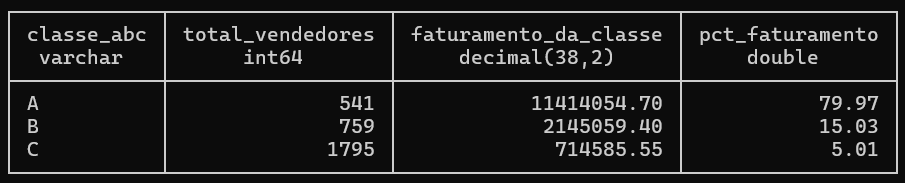 classe_abc total_vendedores faturamento_da_classe pct_faturamento
varchar int64 decimal(38,2) double
A 541 11414054.70 79.97
B 759 2145059.40 15.03
C 1795 714585.55 5.01